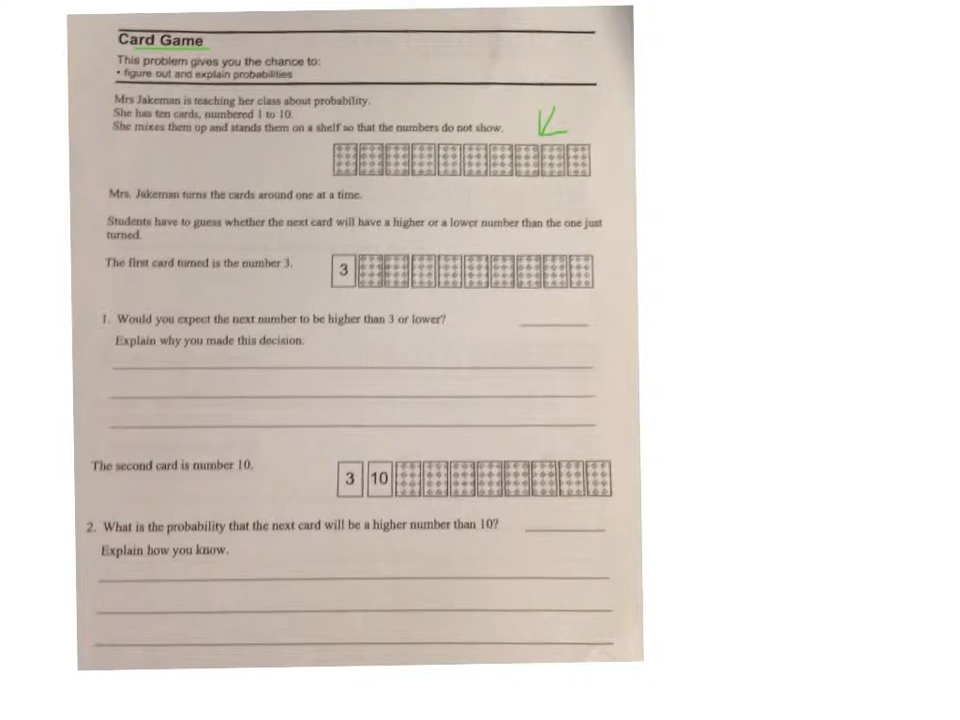 Card Game
This problem gives you the chance to:
• figure out and explain probabilities
Mrs Jakeman is teaching her class about probability.
She has ten cards, numbered 1 to 10.
She mixes them up and stands them on a shelf so that the numbers do not show.
Mrs. Jakeman turns the cards around one at a time.
Students have to guess whether the next card will have a higher or a lower number than the one just
turned.
The first card turned is the number 3.
3
1. Would you expect the next number to be higher than 3 or lower?
Explain why you made this decision.
The second card is number 10.
3 10
2. What is the probability that the next card will be a higher number than 10?
Explain how you know.